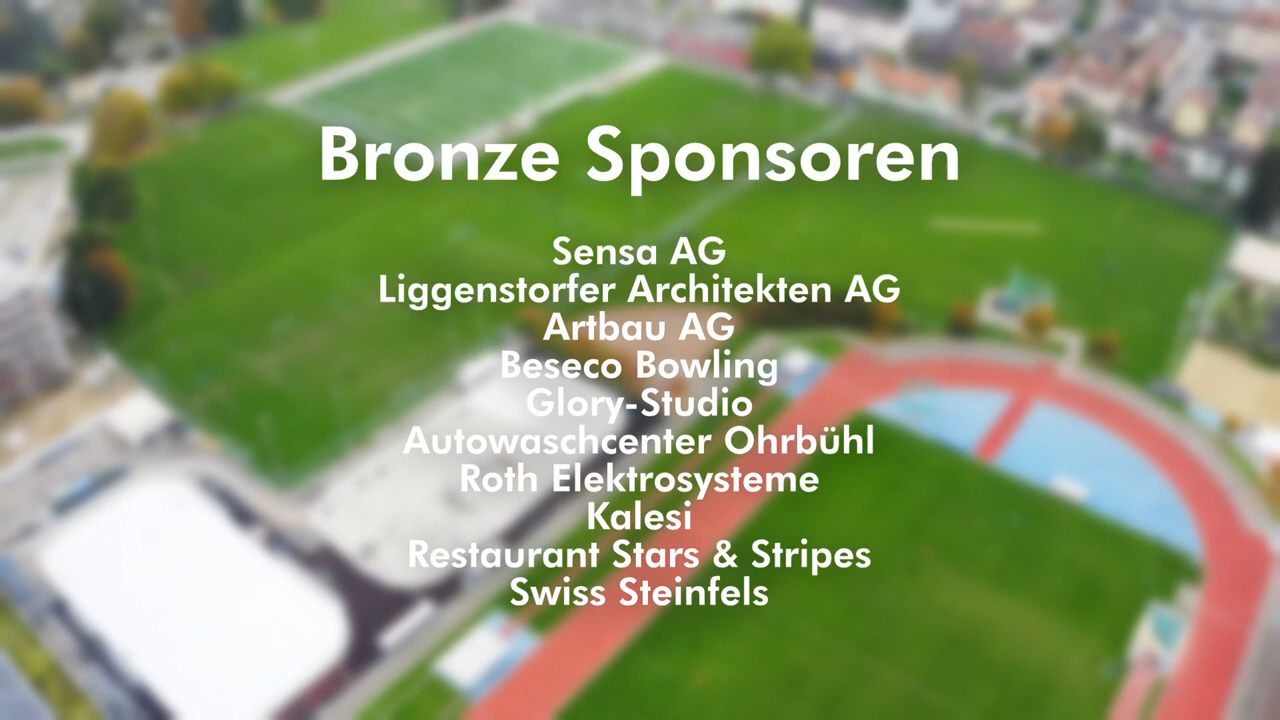 Bronze Sponsoren
Sensa AG
Liggenstorfer Architekten AG
Artbau AG
Beseco Bowling
Glory-Studio
Autowaschcenter Ohrbühl
Roth Elektrosysteme
Kalesi
Restaurant Stars & Stripes
Swiss Steinfels